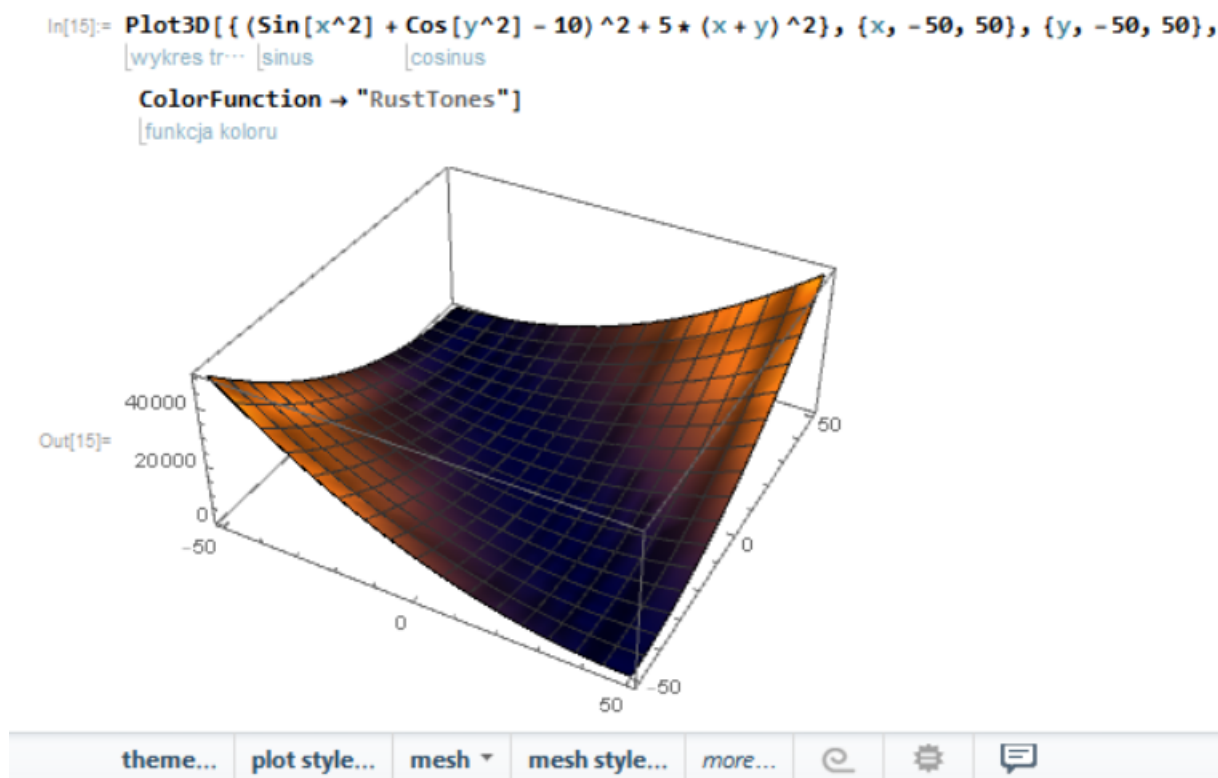 In[15]:= Plot3D[{(Sin[x^2] + Cos[y^2] - 10)^2 + 5 * (x + y)^2}, {x, -50, 50}, {y, -50, 50},
wykres tr⋯ sinus cosinus
ColorFunction → "RustTones"]
funkcja koloru
40000
20000
0
-50
0
50
-50
0
50
Out[15]=
theme... plot style... mesh mesh style... more...